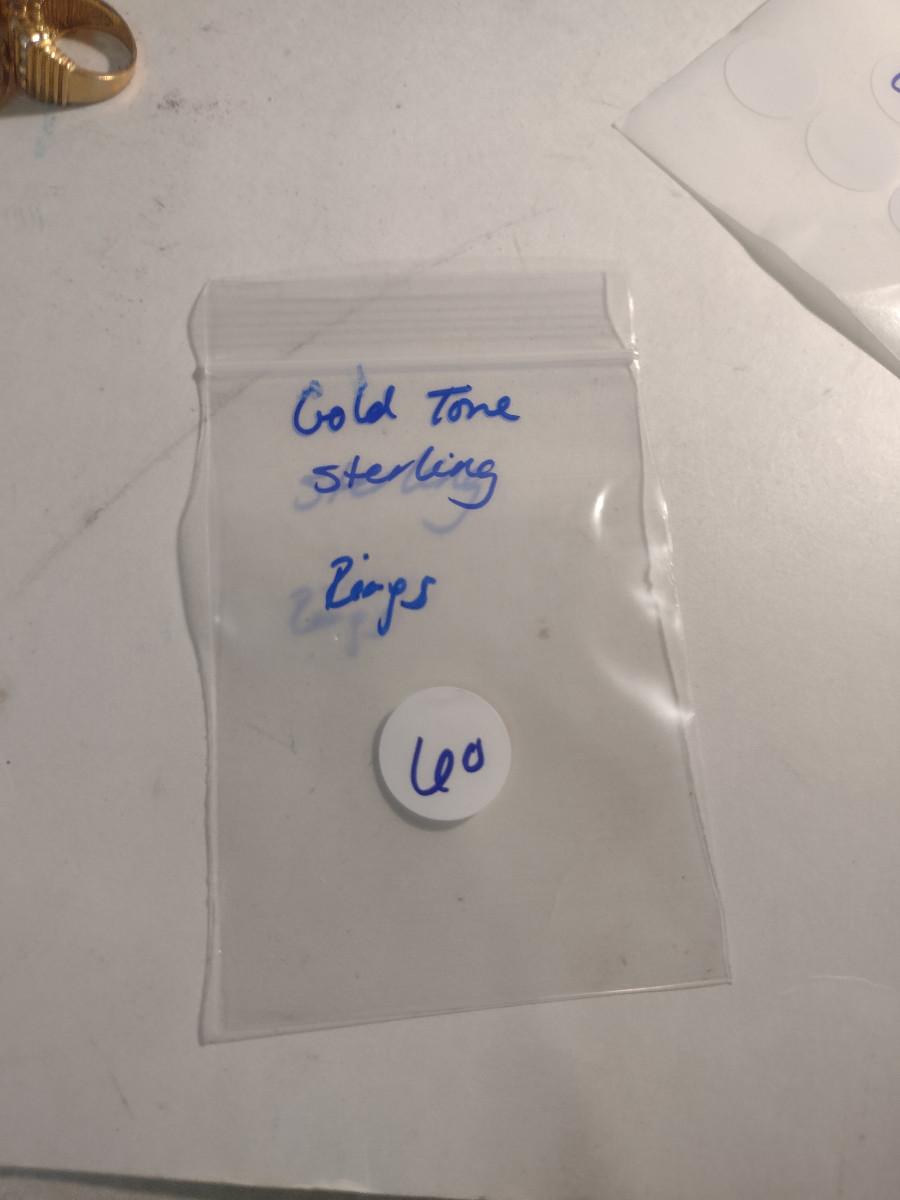 Gold Tone
sterling
Rings
60